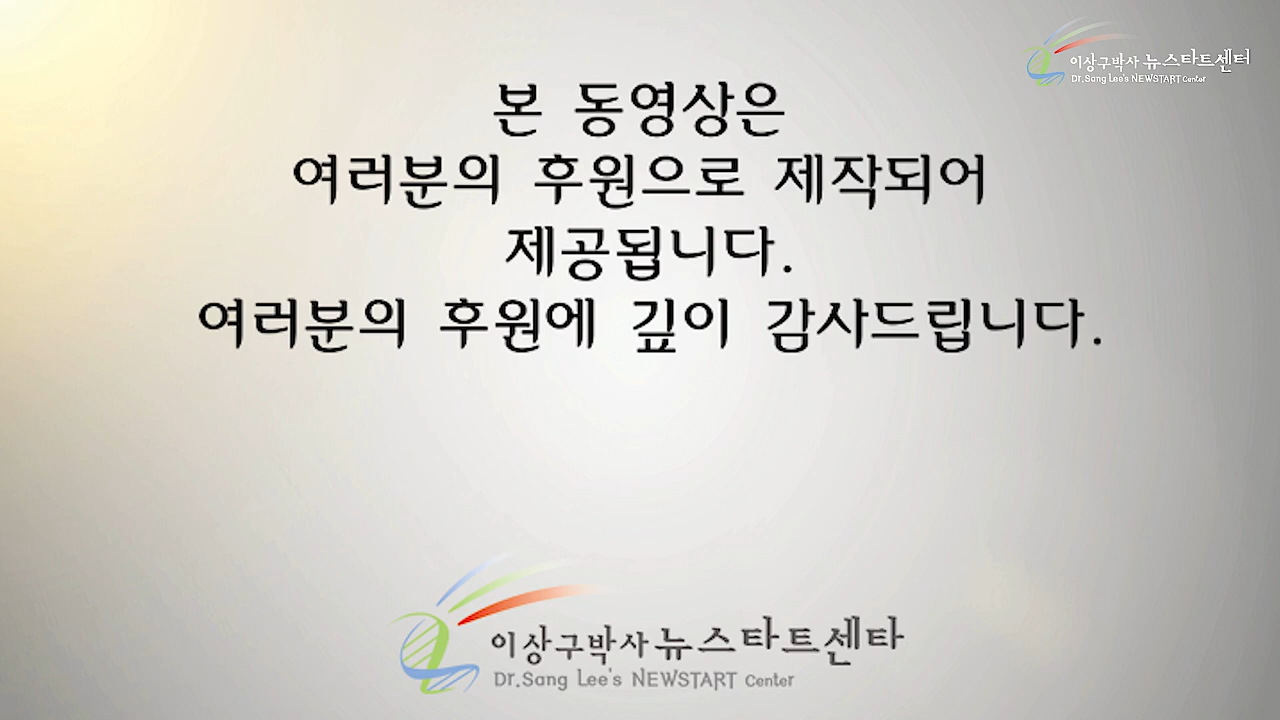 이상구박사 뉴스타트센터
Dr.Sang Lee's NEWSTART Center
본 동영상은
여러분의 후원으로 제작되어
제공됩니다.
여러분의 후원에 깊이 감사드립니다.
이상구박사 뉴스타트센타
Dr.Sang Lee's NEWSTART Center